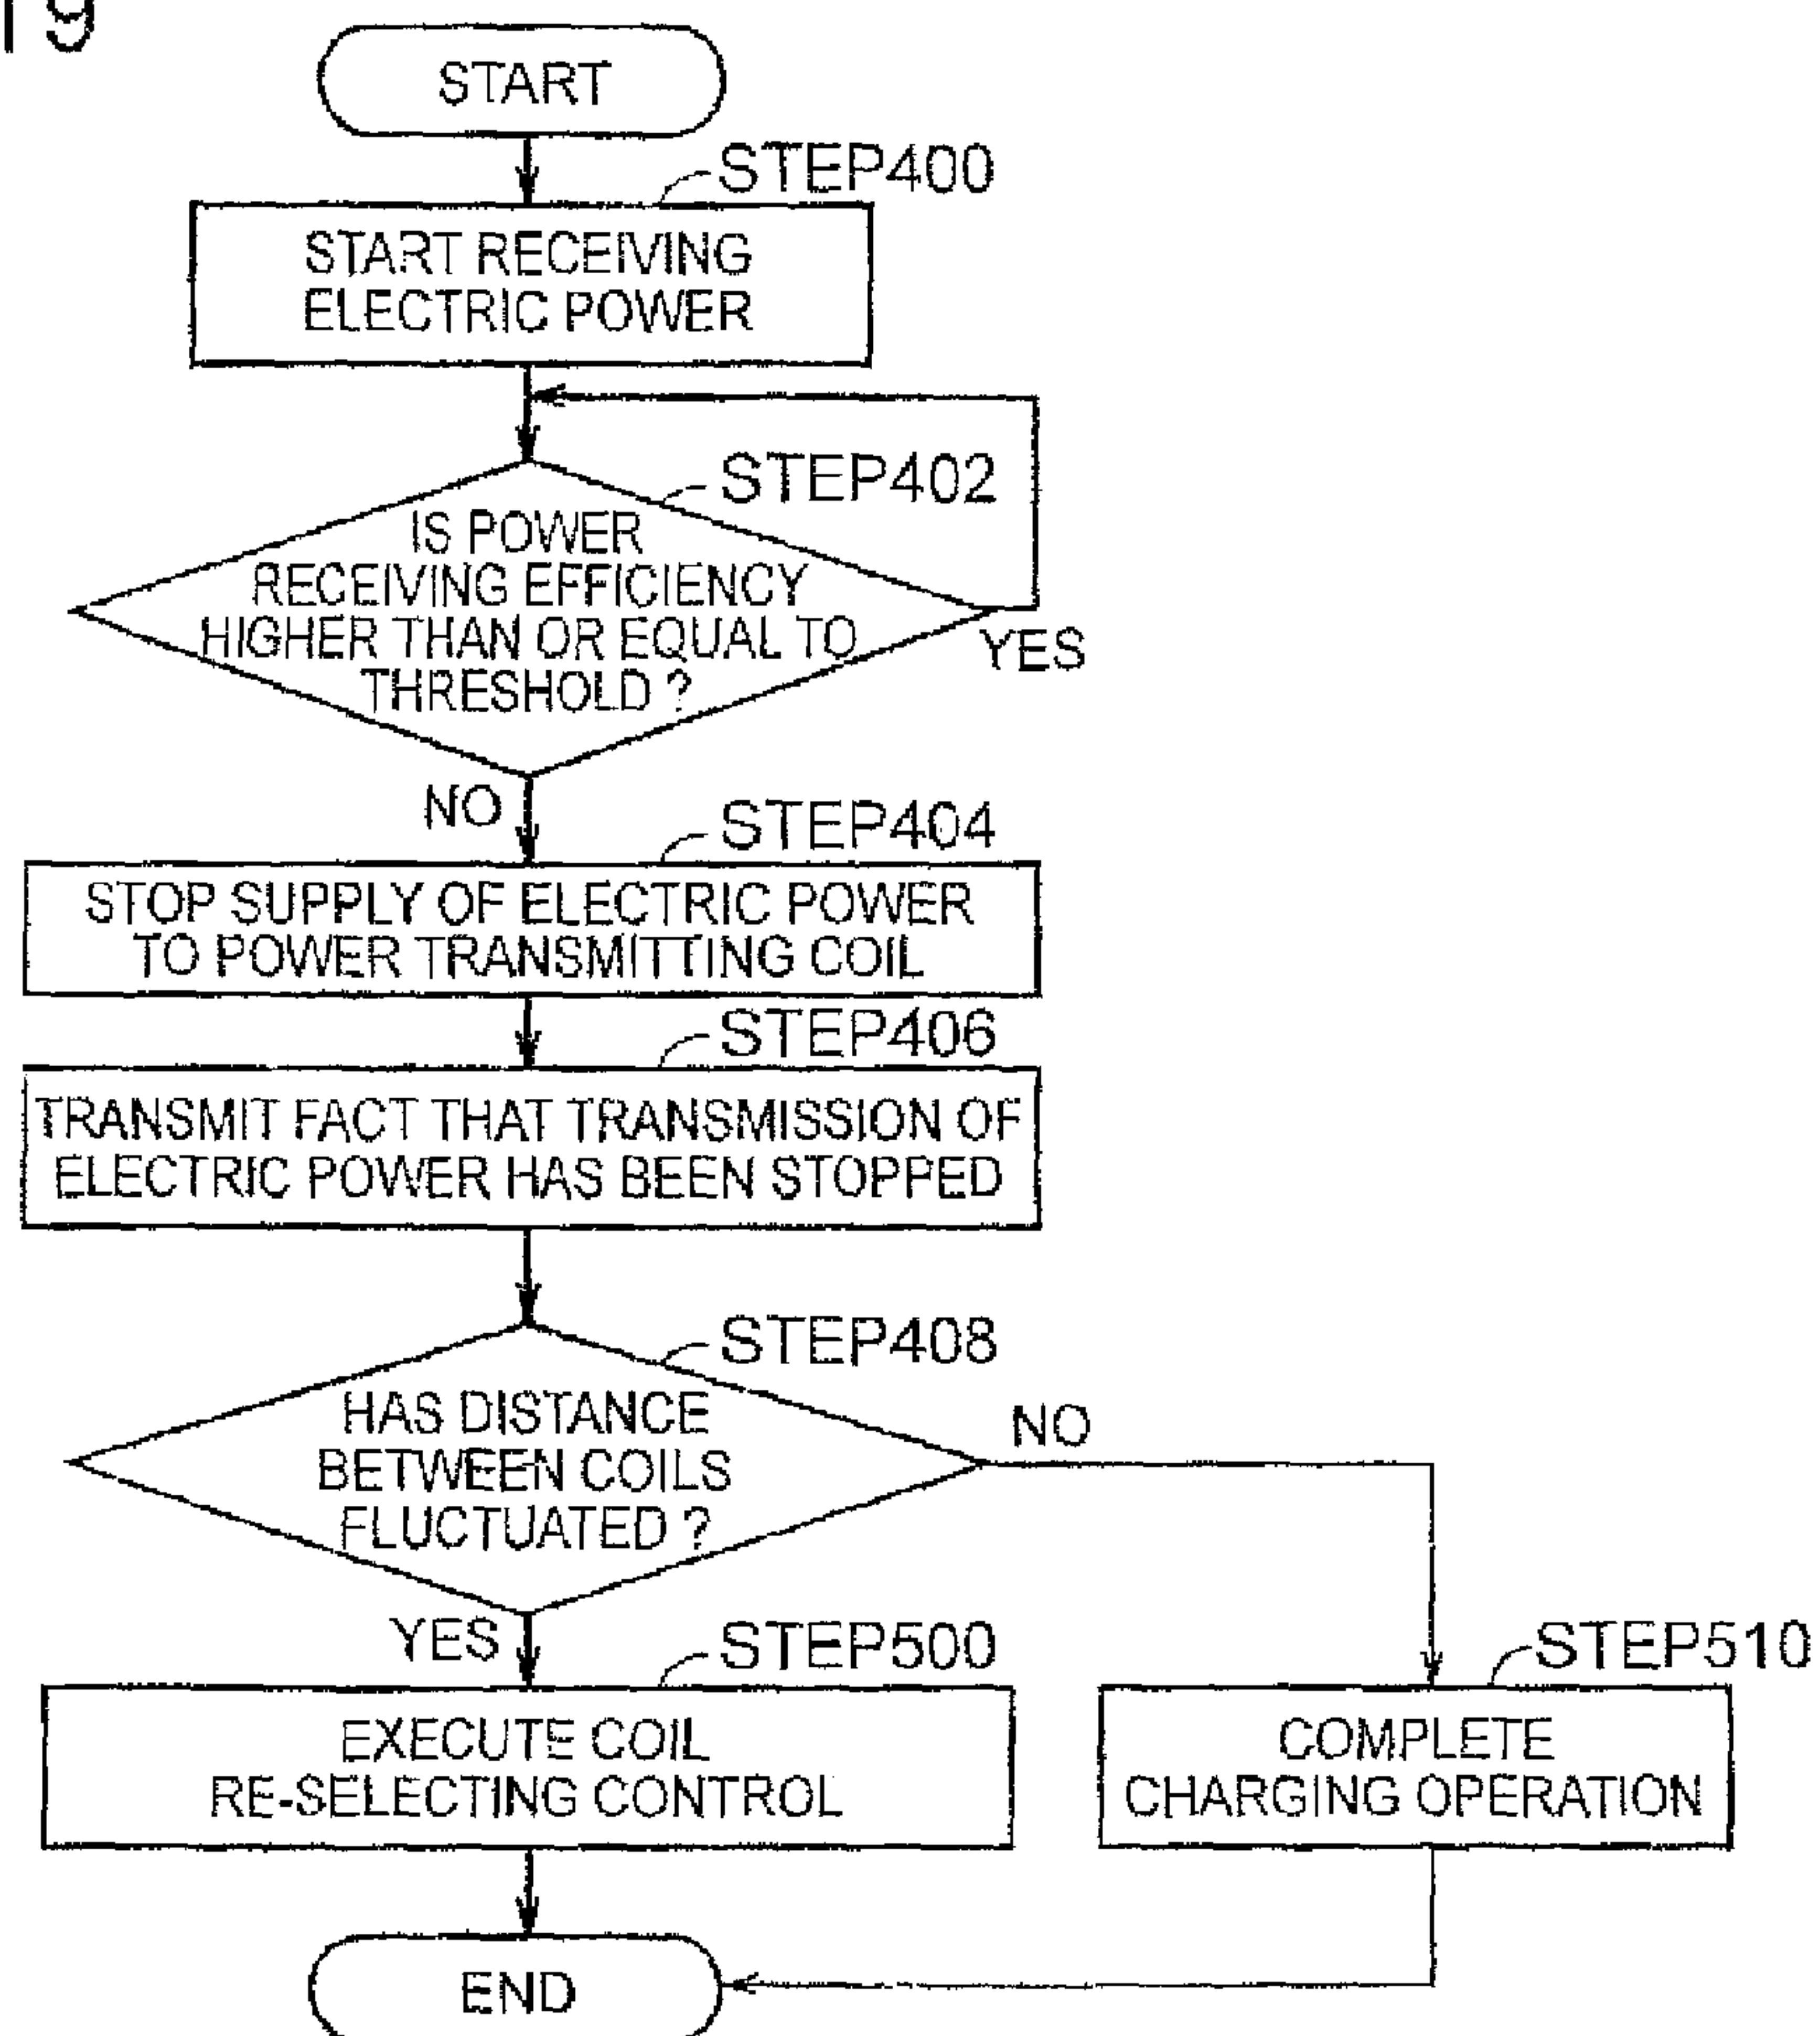 19
START
STEP400
START RECEIVING
ELECTRIC POWER
STEP402
IS POWER
RECEIVING EFFICIENCY
HIGHER THAN OR EQUAL TO
THRESHOLD ?
YES
NO
STEP404
STOP SUPPLY OF ELECTRIC POWER
TO POWER TRANSMITTING COIL
STEP406
TRANSMIT FACT THAT TRANSMISSION OF
ELECTRIC POWER HAS BEEN STOPPED
STEP408
HAS DISTANCE
BETWEEN COILS
FLUCTUATED ?
NO
YES
STEP500
EXECUTE COIL
RE-SELECTING CONTROL
STEP510
COMPLETE
CHARGING OPERATION
END